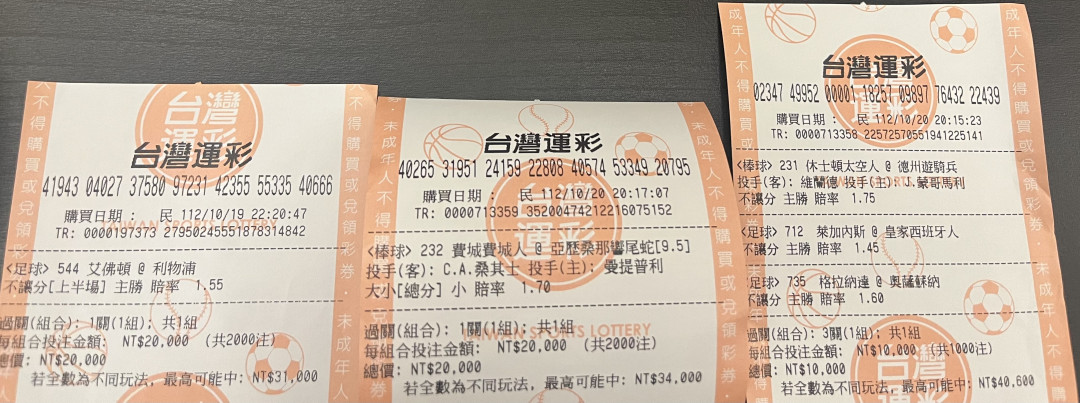 台灣運彩
41943 04027 37580 97231 42355 55335 40666
購買日期 : 民 112/10/19 22:20:47
TR: 0000197373 27950245551878314842
<足球> 544 艾佛頓 @ 利物浦
不讓分[上半場] 主勝 賠率 1.55
過關(組合): 1關(1組); 共1組
每組合投注金額: NT$20,000 (共2000注)
總價: NT$20,000
若全數為不同玩法, 最高可能中: NT$31,000
台灣運彩
40265 31951 24159 22808 40574 53349 20795
購買日期 : 民 112/10/20 20:17:07
TR: 0000713359 35200474212216075152
<棒球> 232 費城費城人 @ 亞歷桑那響尾蛇[9.5]
投手(客): C.A.桑其士 投手(主): 曼提普利
大小[總分] 小 賠率 1.70
過關(組合): 1關(1組); 共1組
每組合投注金額: NT$20,000 (共2000注)
總價: NT$20,000
若全數為不同玩法, 最高可能中: NT$34,000
台灣運彩
02347 49952 00001 18257 09897 76432 22439
購買日期 : 民 112/10/20 20:15:23
TR: 0000713358 22572570551941225141
<棒球> 231 休士頓太空人 @ 德州遊騎兵
投手(客): 維蘭德 投手(主): 蒙哥馬利
不讓分 主勝 賠率 1.75
<足球> 712 萊加內斯 @ 皇家西班牙人
不讓分 主勝 賠率 1.45
<足球> 735 格拉納達 @ 奧薩蘇納
不讓分 主勝 賠率 1.60
過關(組合): 3關(1組); 共1組
每組合投注金額: NT$10,000 (共1000注)
總價: NT$10,000
若全數為不同玩法, 最高可能中: NT$40,600